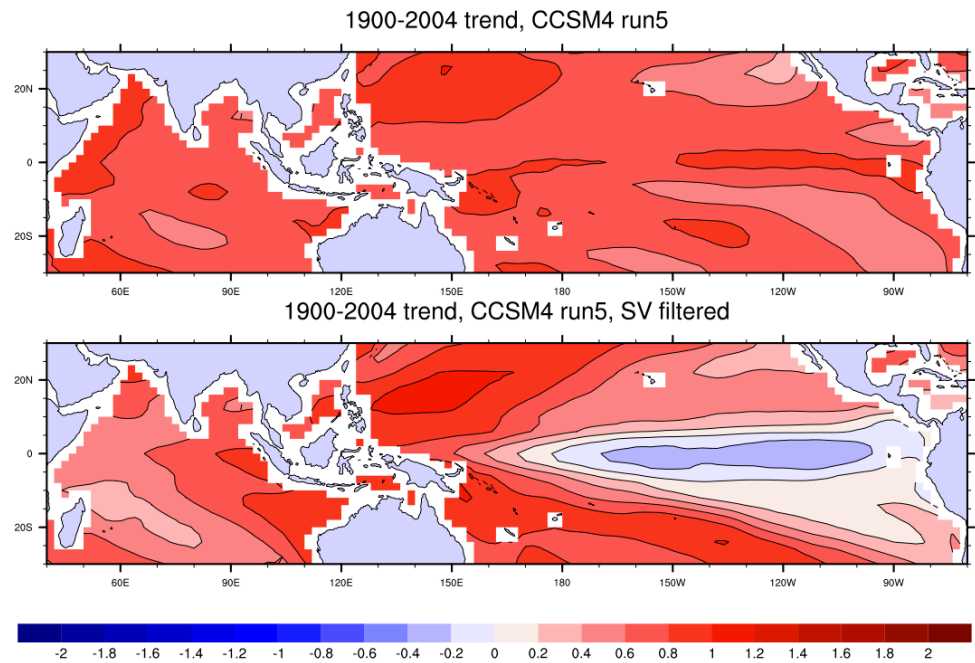 1900-2004 trend, CCSM4 run5
20N
0
20S
60E 90E 120E 150E 180 150W 120W 90W
1900-2004 trend, CCSM4 run5, SV filtered
20N
0
20S
60E 90E 120E 150E 180 150W 120W 90W
-2 -1.8 -1.6 -1.4 -1.2 -1 -0.8 -0.6 -0.4 -0.2 0 0.2 0.4 0.6 0.8 1 1.2 1.4 1.6 1.8 2